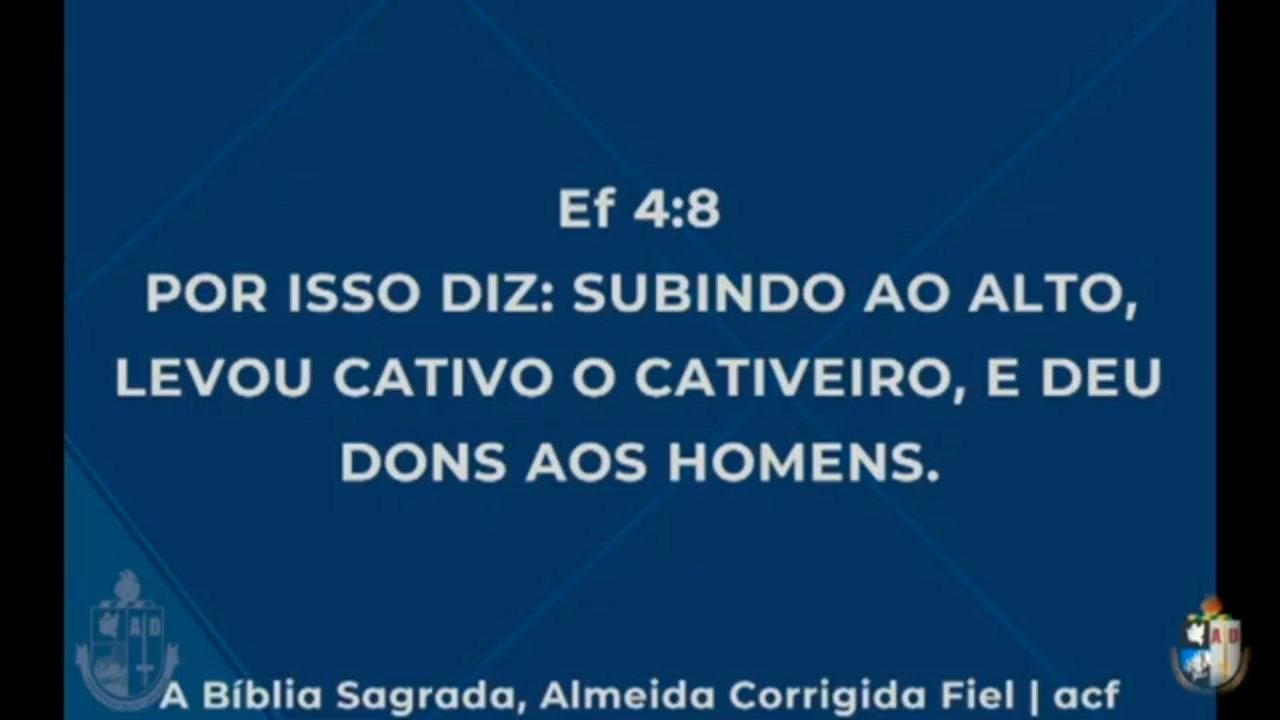 Ef 4:8
POR ISSO DIZ: SUBINDO AO ALTO,
LEVOU CATIVO O CATIVEIRO, E DEU
DONS AOS HOMENS.
A D
A D
A Bíblia Sagrada, Almeida Corrigida Fiel | acf